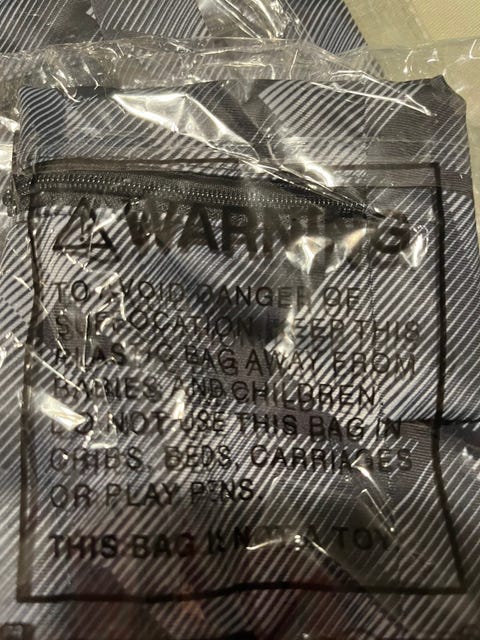 WARNING
TO AVOID DANGER OF
SUFFOCATION KEEP THIS
PLASTIC BAG AWAY FROM
BABIES AND CHILDREN.
DO NOT USE THIS BAG IN
CRIBS, BEDS, CARRIAGES
OR PLAY PENS.
THIS BAG IS NOT A TOY.